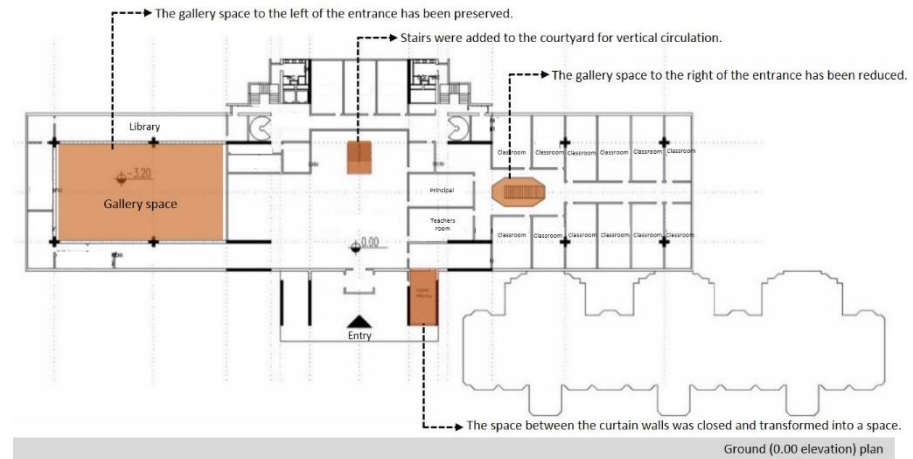 The gallery space to the left of the entrance has been preserved.
Stairs were added to the courtyard for vertical circulation.
The gallery space to the right of the entrance has been reduced.
Library
Classroom Classroom Classroom Classroom Classroom Classroom
-3.20
Gallery space
Principal
Teachers
room
Classroom Classroom Classroom Classroom Classroom Classroom
0.00
Entry
The space between the curtain walls was closed and transformed into a space.
Ground (0.00 elevation) plan